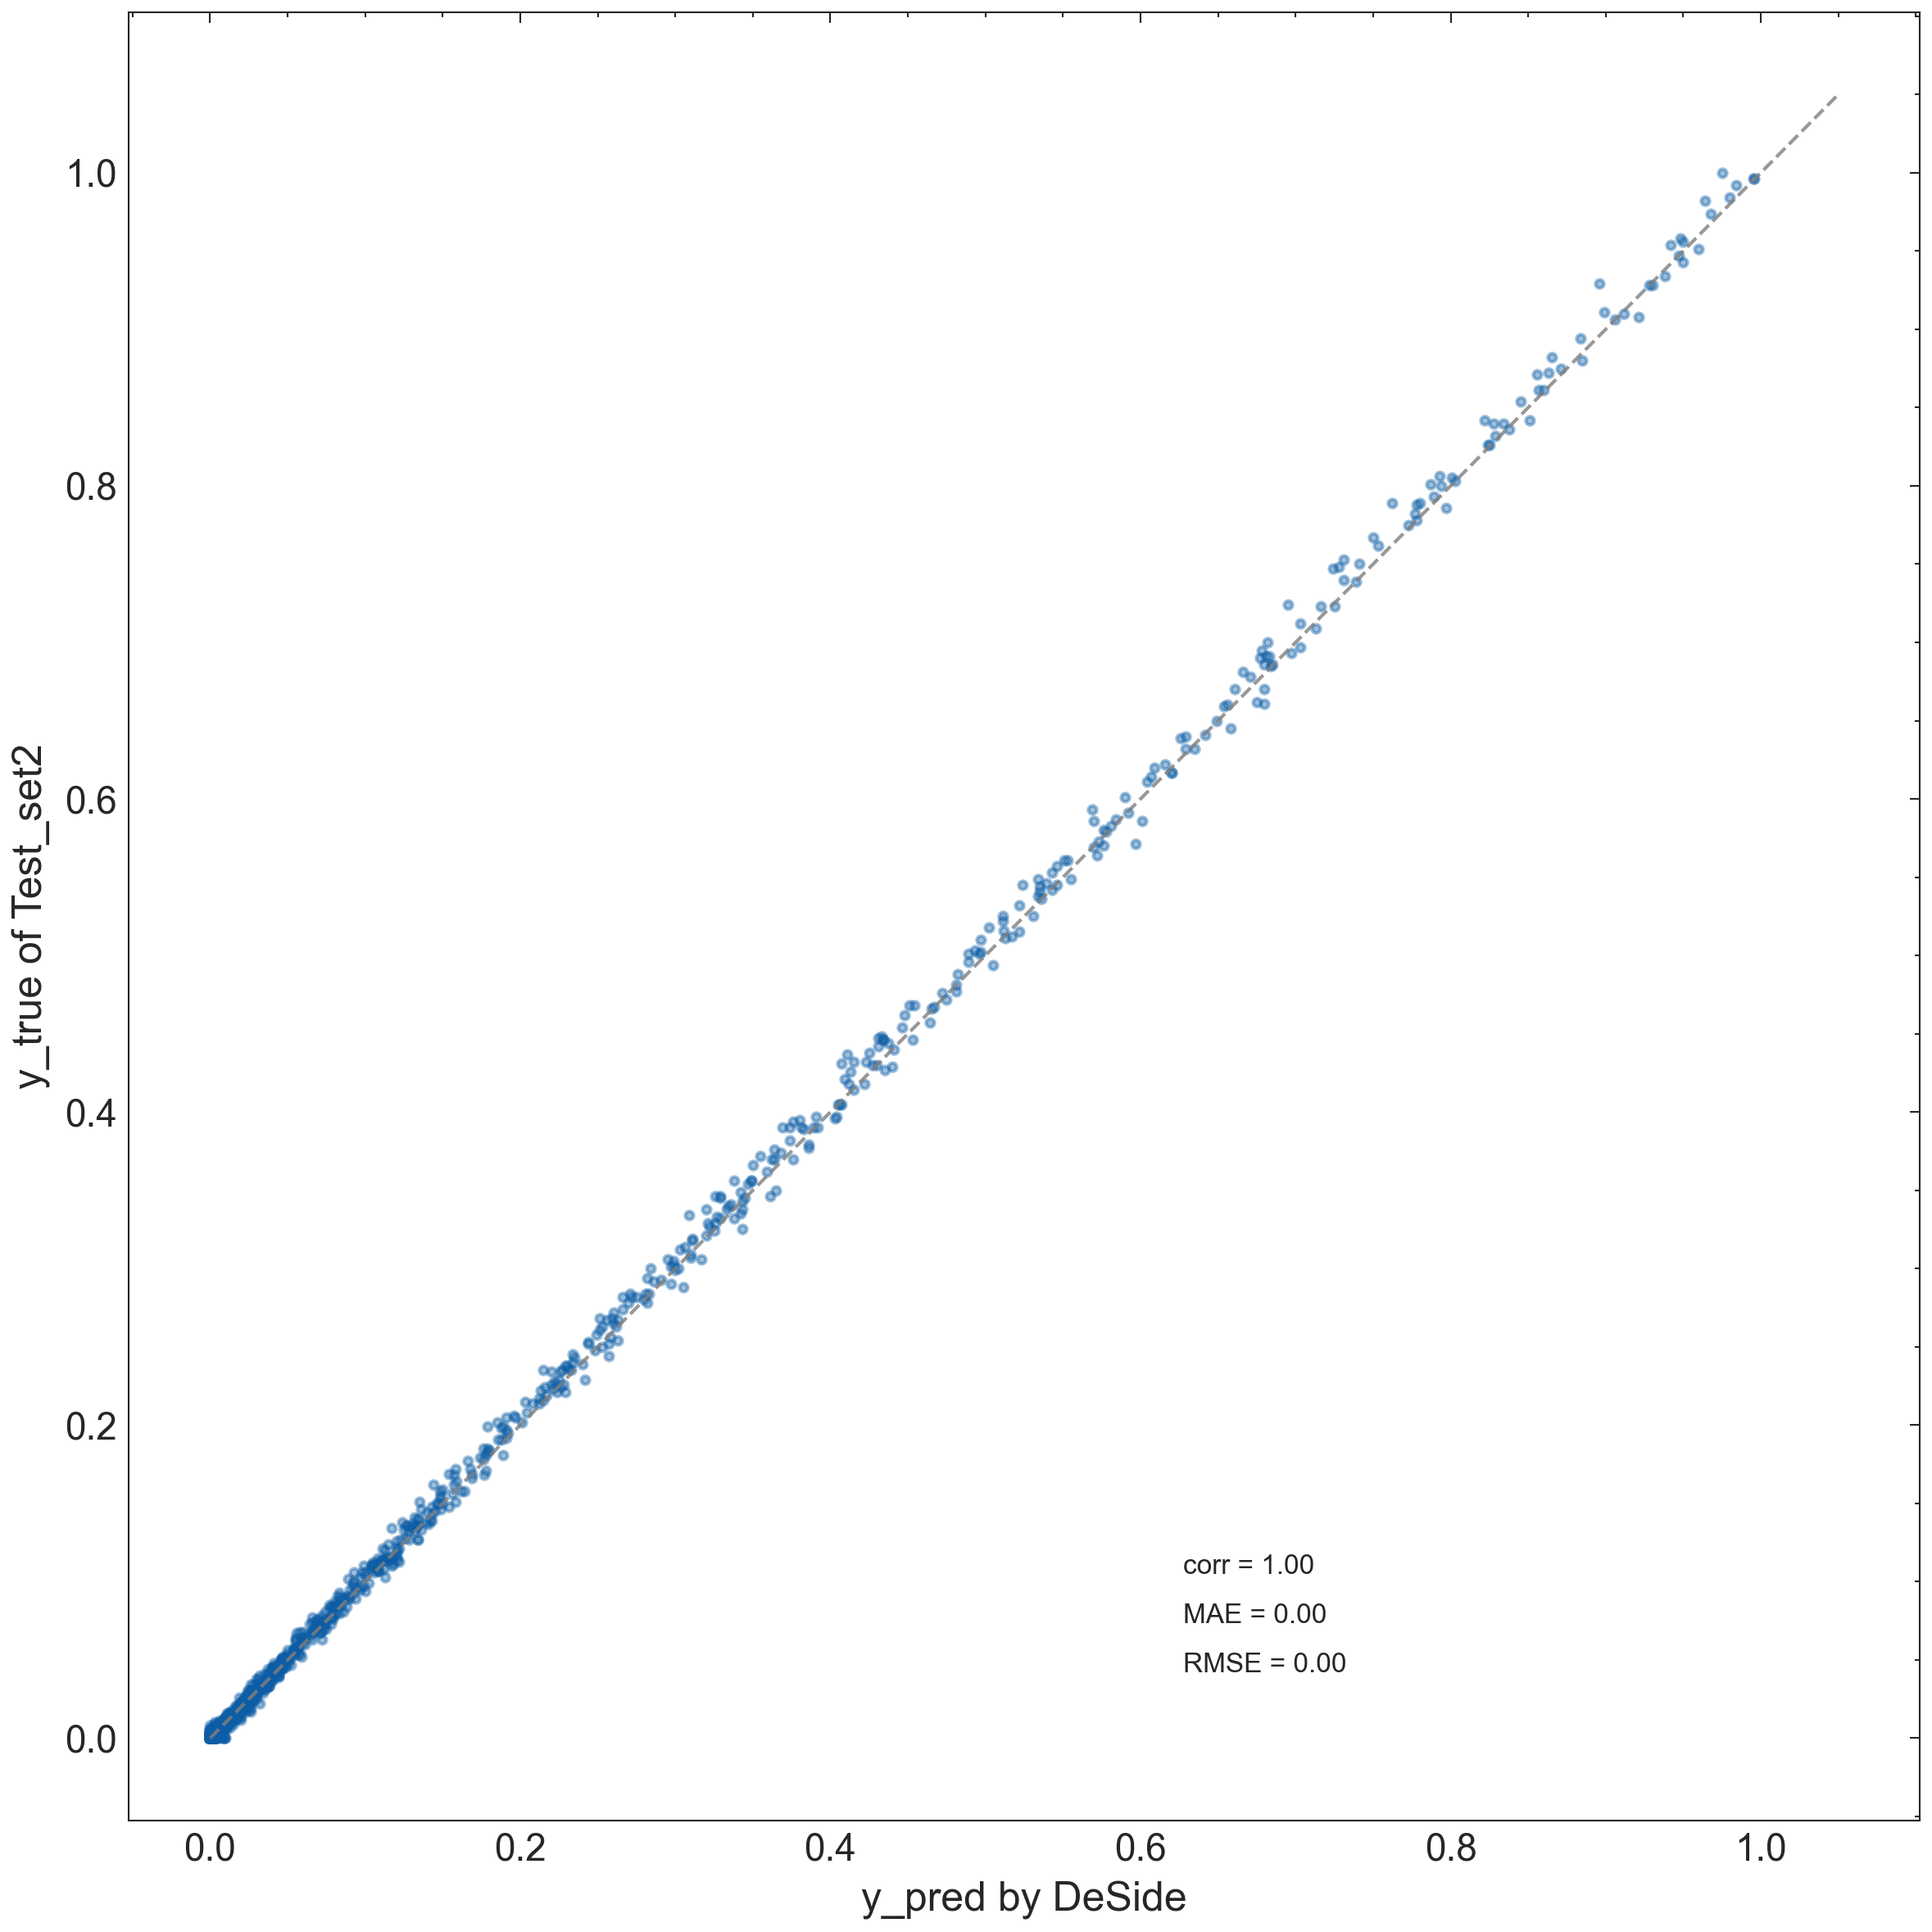 1.0
0.8
0.6
0.4
0.2
0.0
y_true of Test_set2
corr = 1.00
MAE = 0.00
RMSE = 0.00
0.0 0.2 0.4 0.6 0.8 1.0
y_pred by DeSide